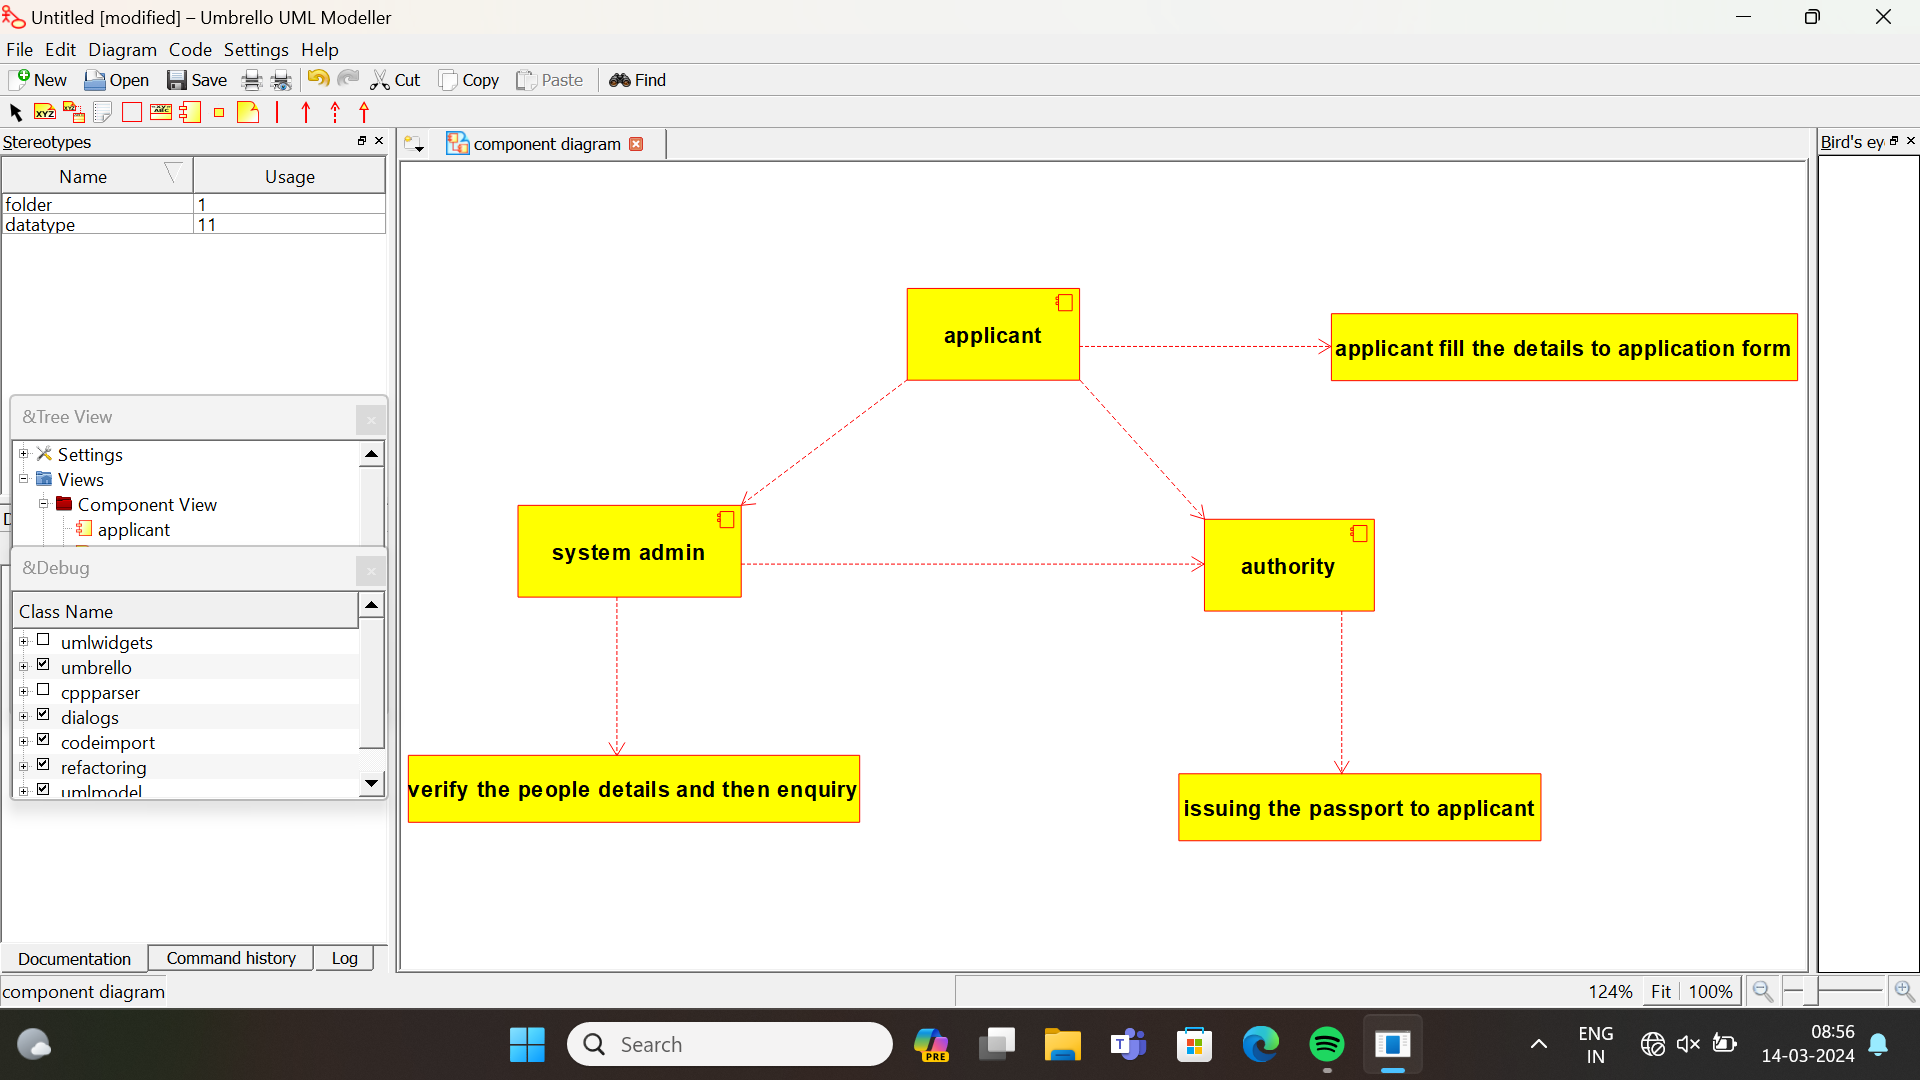 Untitled [modified] – Umbrello UML Modeller
File Edit Diagram Code Settings Help
New Open Save Cut Copy Paste Find
XYZ
Stereotypes
component diagram
Bird's ey
Name Usage
folder 1
datatype 11
applicant
applicant fill the details to application form
&Tree View
Settings
Views
Component View
applicant
system admin
authority
&Debug
Class Name
umlwidgets
umbrello
cppparser
dialogs
codeimport
refactoring
umlmodel
verify the people details and then enquiry
issuing the passport to applicant
Documentation Command history Log
component diagram
124% Fit 100%
Search
PRE
T
ENG
IN
08:56
14-03-2024